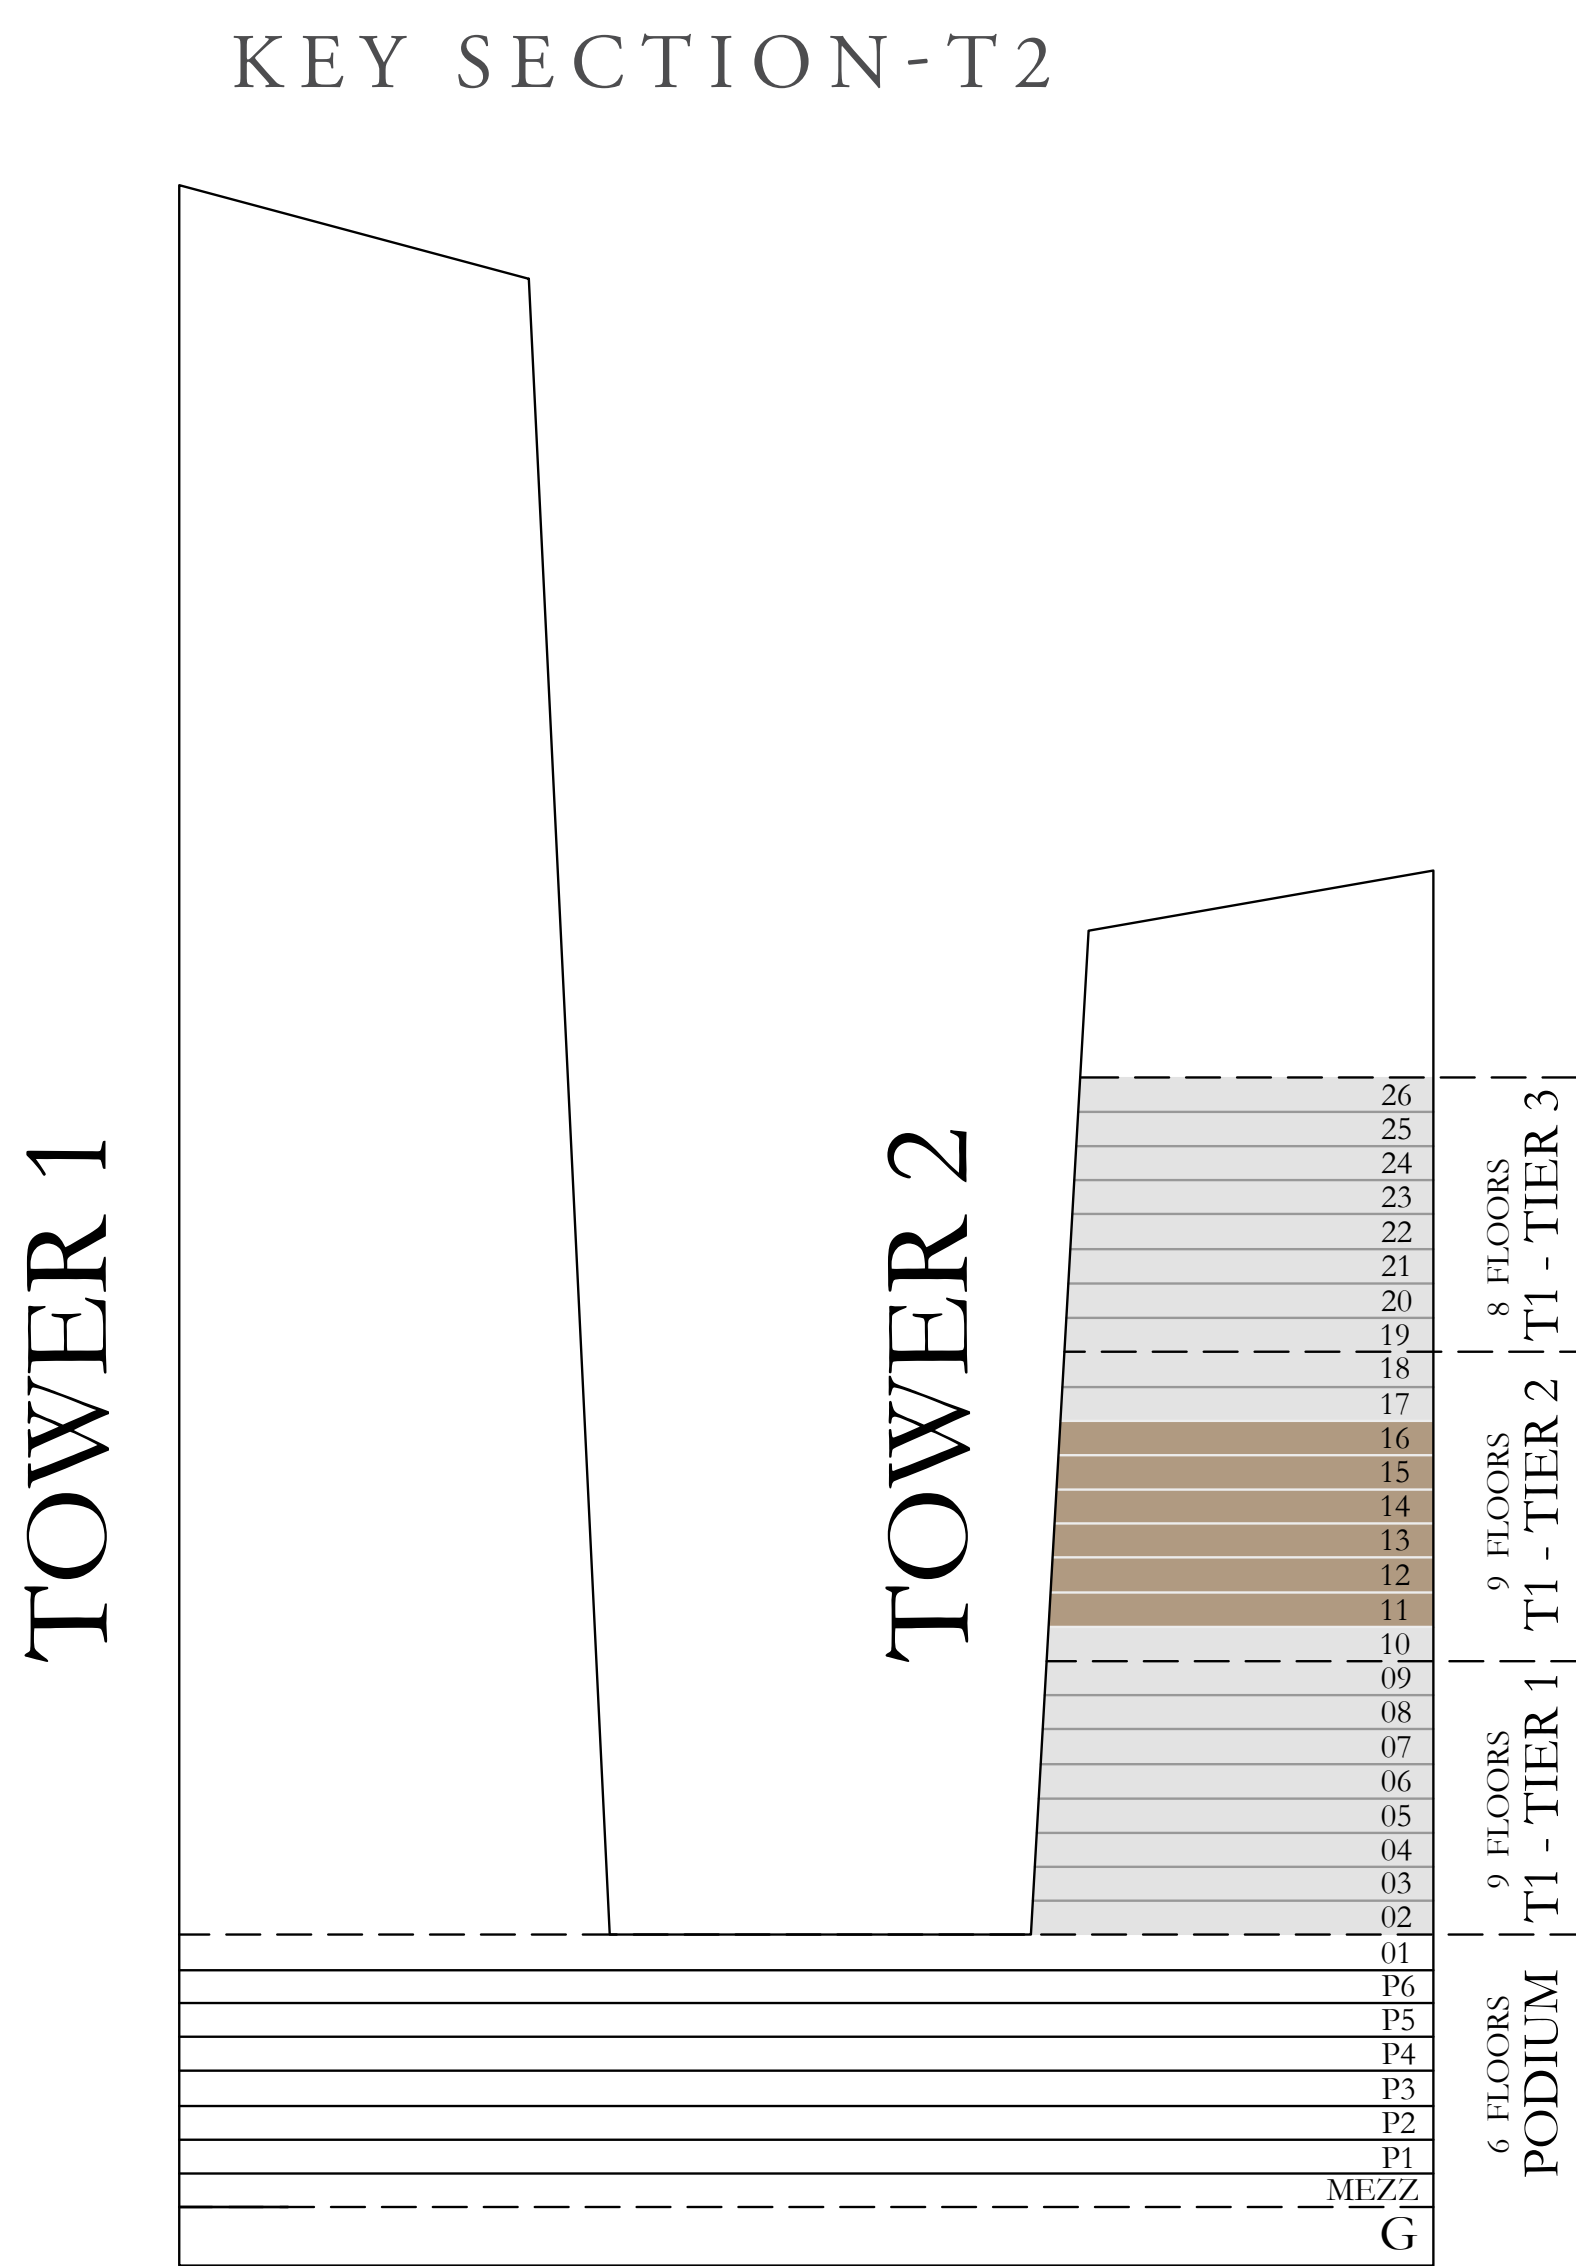 KEY SECTION-T2
TOWER 1
TOWER 2
26
25
24
23
22
21
20
19
8 FLOORS
T1 - TIER 3
18
17
16
15
14
13
12
11
10
9 FLOORS
T1 - TIER 2
09
08
07
06
05
04
03
02
9 FLOORS
T1 - TIER 1
01
P6
P5
P4
P3
P2
P1
MEZZ
6 FLOORS
PODIUM
G